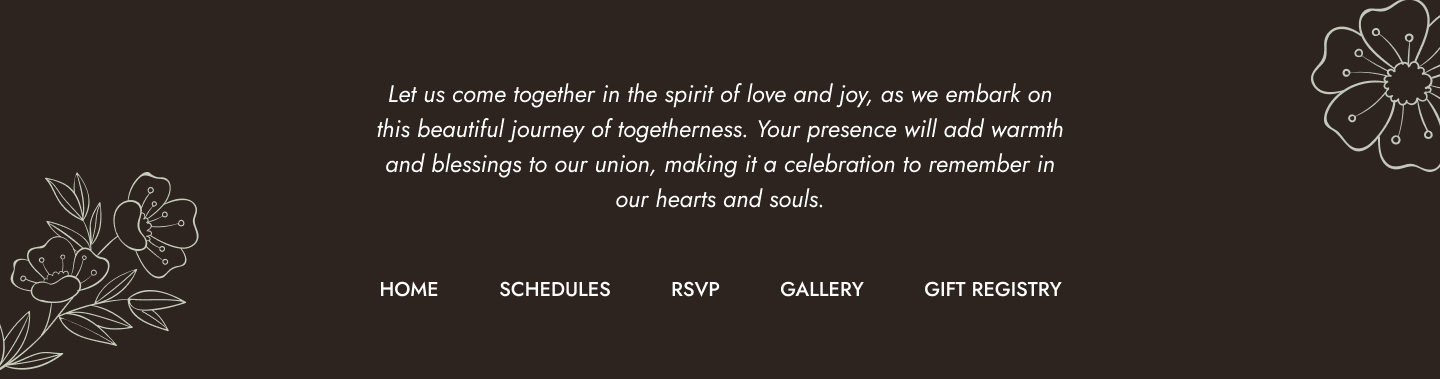 Let us come together in the spirit of love and joy, as we embark on
this beautiful journey of togetherness. Your presence will add warmth
and blessings to our union, making it a celebration to remember in
our hearts and souls.
HOME SCHEDULES RSVP GALLERY GIFT REGISTRY